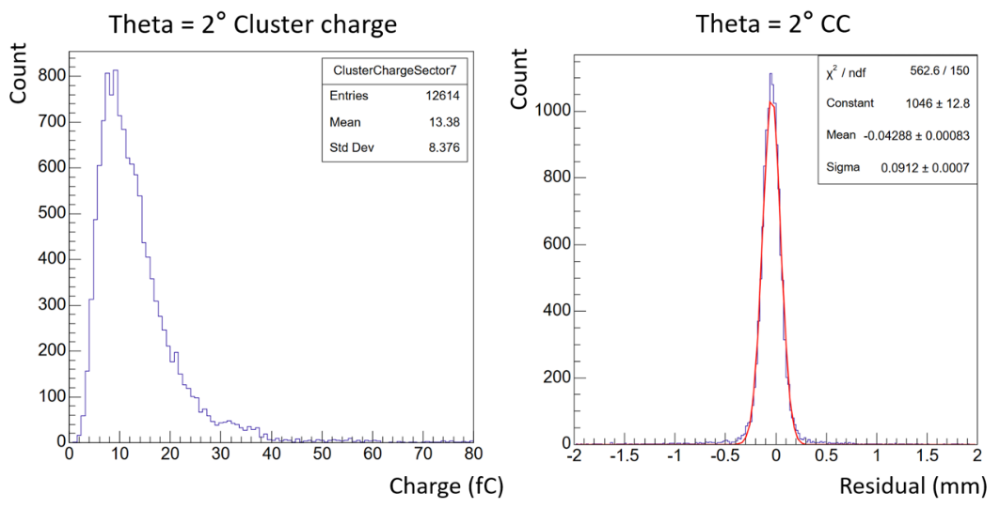 Theta = 2° Cluster charge
Count
ClusterChargeSector7
Entries 12614
Mean 13.38
Std Dev 8.376
800
700
600
500
400
300
200
100
0
0 10 20 30 40 50 60 70 80
Charge (fC)
Theta = 2° CC
Count
χ² / ndf 562.6 / 150
Constant 1046 ± 12.8
Mean -0.04288 ± 0.00083
Sigma 0.0912 ± 0.0007
1000
800
600
400
200
0
-2 -1.5 -1 -0.5 0 0.5 1 1.5 2
Residual (mm)